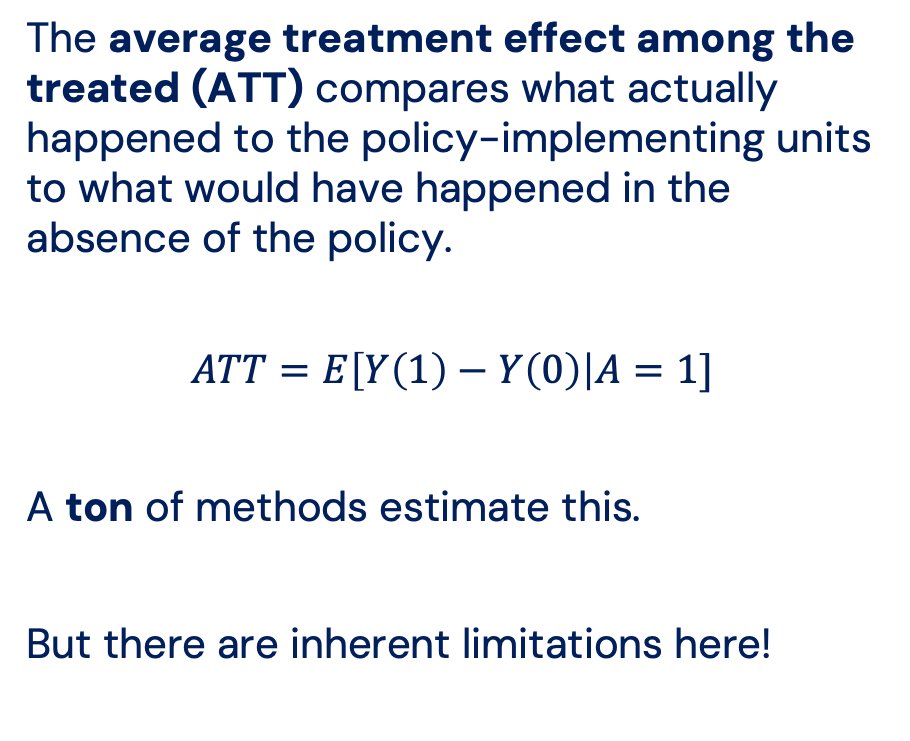 The average treatment effect among the
treated (ATT) compares what actually
happened to the policy-implementing units
to what would have happened in the
absence of the policy.
ATT = E[Y(1) − Y(0)|A = 1]
A ton of methods estimate this.
But there are inherent limitations here!